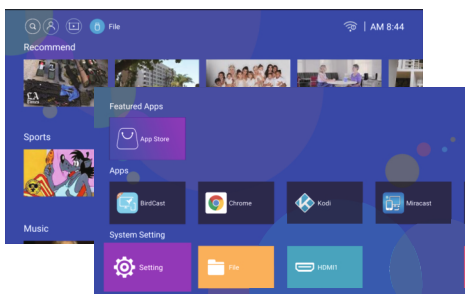 File
AM 8:44
Recommend
CA
Sports
Music
Featured Apps
App Store
Apps
BirdCast
Chrome
Kodi
Miracast
System Setting
Setting
File
HDMI1